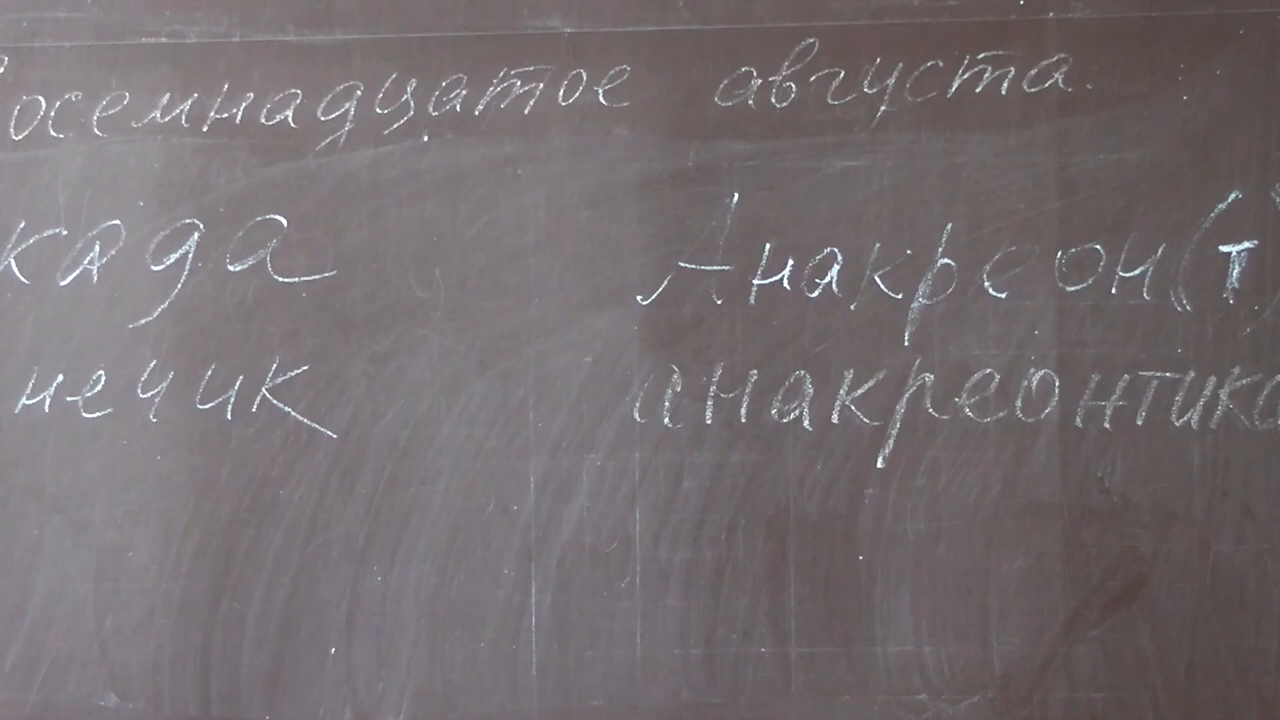 осемнадцатое августа.
када Анакреон(т)
нечик анакреонтика